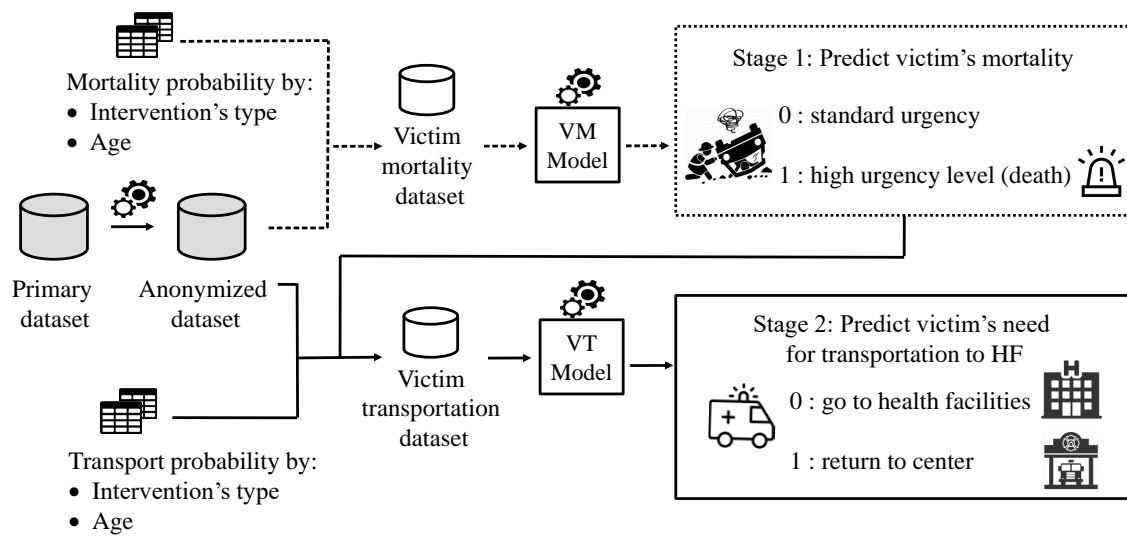 Mortality probability by:
• Intervention's type
• Age
Primary
dataset
Anonymized
dataset
Victim
mortality
dataset
VM
Model
Stage 1: Predict victim's mortality
0 : standard urgency
1 : high urgency level (death)
Transport probability by:
• Intervention's type
• Age
Victim
transportation
dataset
VT
Model
Stage 2: Predict victim's need
for transportation to HF
0 : go to health facilities
H
1 : return to center